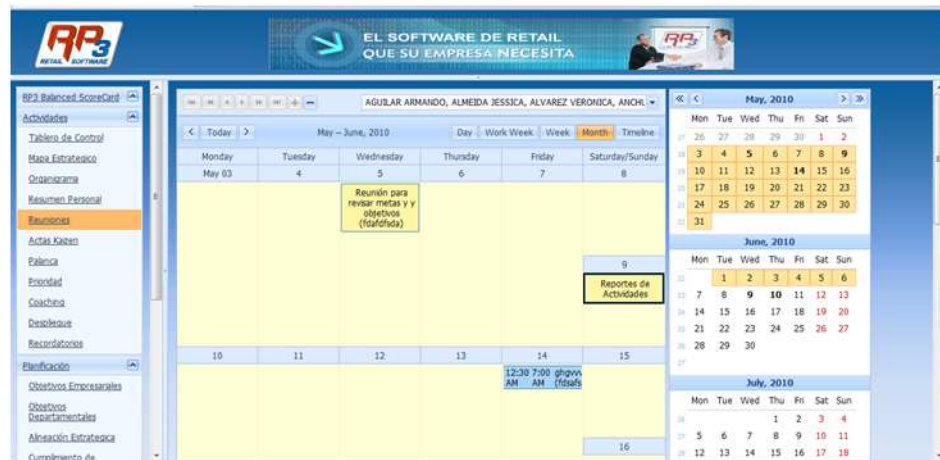 RP3
RETAIL SOFTWARE
EL SOFTWARE DE RETAIL
QUE SU EMPRESA NECESITA
RP3
RP3 Balanced ScoreCard
Actividades
Tablero de Control
Mapa Estrategico
Organigrama
Resumen Personal
Reuniones
Actas Kaizen
Palanca
Prioridad
Coaching
Despliegue
Recordatorios
Planificación
Objetivos Empresariales
Objetivos
Departamentales
Alineación Estrategica
Cumplimiento de
AGUILAR ARMANDO, ALMEIDA JESSICA, ALVAREZ VERONICA, ANCHU
Today May – June, 2010 Day Work Week Week Month Timeline
Monday Tuesday Wednesday Thursday Friday Saturday/Sunday
May 03 4 5 6 7 8
Reunión para
revisar metas y y
objetivos
(fdafdfsda)
9
Reportes de
Actividades
10 11 12 13 14 15
12:30 7:00 ghgvvv
AM AM (fdsafs
16
May, 2010
Mon Tue Wed Thu Fri Sat Sun
26 27 28 29 30 1 2
3 4 5 6 7 8 9
10 11 12 13 14 15 16
17 18 19 20 21 22 23
24 25 26 27 28 29 30
31
June, 2010
Mon Tue Wed Thu Fri Sat Sun
1 2 3 4 5 6
7 8 9 10 11 12 13
14 15 16 17 18 19 20
21 22 23 24 25 26 27
28 29 30
July, 2010
Mon Tue Wed Thu Fri Sat Sun
1 2 3 4
5 6 7 8 9 10 11
12 13 14 15 16 17 18